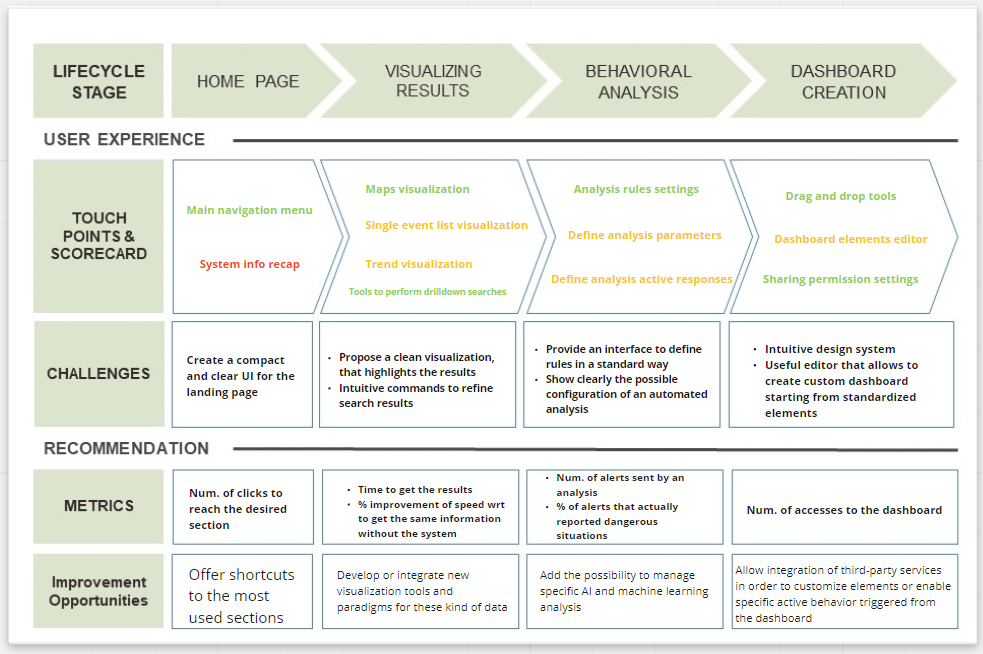 LIFECYCLE
STAGE
HOME PAGE
VISUALIZING
RESULTS
BEHAVIORAL
ANALYSIS
DASHBOARD
CREATION
USER EXPERIENCE
TOUCH
POINTS &
SCORECARD
Main navigation menu
System info recap
Maps visualization
Single event list visualization
Trend visualization
Tools to perform drilldown searches
Analysis rules settings
Define analysis parameters
Define analysis active responses
Drag and drop tools
Dashboard elements editor
Sharing permission settings
CHALLENGES
Create a compact
and clear UI for the
landing page
• Propose a clean visualization,
that highlights the results
• Intuitive commands to refine
search results
• Provide an interface to define
rules in a standard way
• Show clearly the possible
configuration of an automated
analysis
• Intuitive design system
• Useful editor that allows to
create custom dashboard
starting from standardized
elements
RECOMMENDATION
METRICS
Num. of clicks to
reach the desired
section
• Time to get the results
• % improvement of speed wrt
to get the same information
without the system
• Num. of alerts sent by an
analysis
• % of alerts that actually
reported dangerous
situations
Num. of accesses to the dashboard
Improvement
Opportunities
Offer shortcuts
to the most
used sections
Develop or integrate new
visualization tools and
paradigms for these kind of data
Add the possibility to manage
specific AI and machine learning
analysis
Allow integration of third-party services
in order to customize elements or enable
specific active behavior triggered from
the dashboard